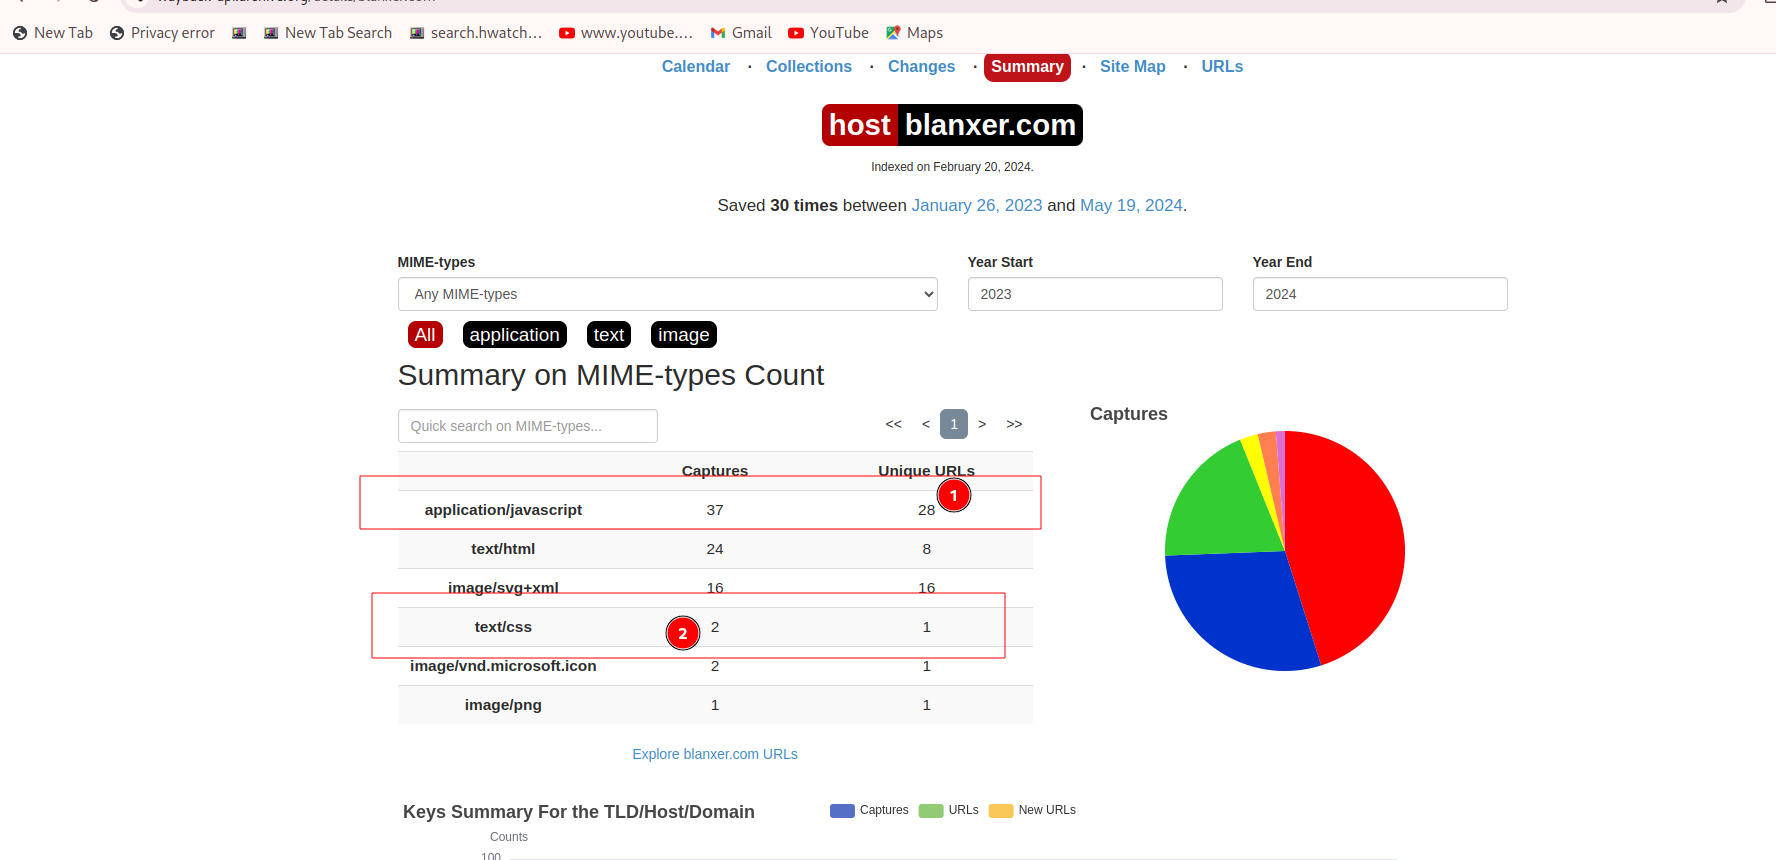 New Tab Privacy error New Tab Search search.hwatch... www.youtube.... Gmail YouTube Maps
Calendar · Collections · Changes · Summary · Site Map · URLs
host blanxer.com
Indexed on February 20, 2024.
Saved 30 times between January 26, 2023 and May 19, 2024.
MIME-types Year Start Year End
Any MIME-types 2023 2024
All application text image
Summary on MIME-types Count
Quick search on MIME-types... << < 1 > >> Captures
Captures Unique URLs
1
application/javascript 37 28
text/html 24 8
image/svg+xml 16 16
text/css 2 2 1
image/vnd.microsoft.icon 2 1
image/png 1 1
Explore blanxer.com URLs
Keys Summary For the TLD/Host/Domain Captures URLs New URLs
Counts
100